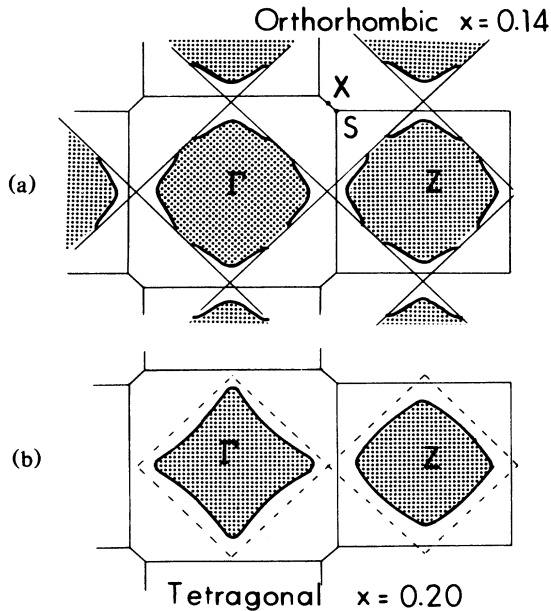 Orthorhombic x = 0.14
X
S
(a)
Γ
Z
(b)
Γ
Z
Tetragonal x = 0.20